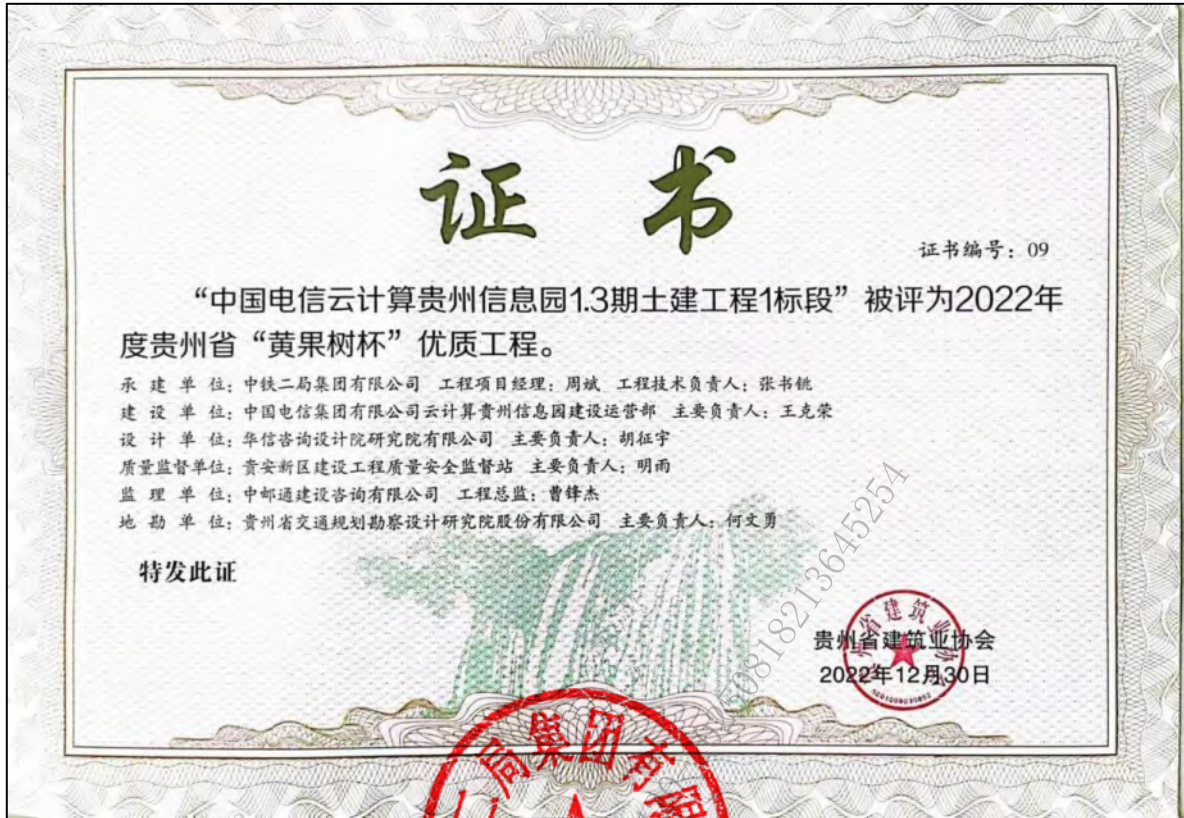 证书
证书编号：09
“中国电信云计算贵州信息园1.3期土建工程1标段”被评为2022年
度贵州省“黄果树杯”优质工程。
承建单位：中铁二局集团有限公司 工程项目经理：周斌 工程技术负责人：张书铫
建设单位：中国电信集团有限公司云计算贵州信息园建设运营部 主要负责人：王克荣
设计单位：华信咨询设计院研究院有限公司 主要负责人：胡征宇
质量监督单位：贵安新区建设工程质量安全监督站 主要负责人：明雨
监理单位：中邮通建设咨询有限公司 工程总监：曹锋杰
地勘单位：贵州省交通规划勘察设计研究院股份有限公司 主要负责人：何文勇
特发此证
贵州省建筑业协会
2022年12月30日
局集团有限